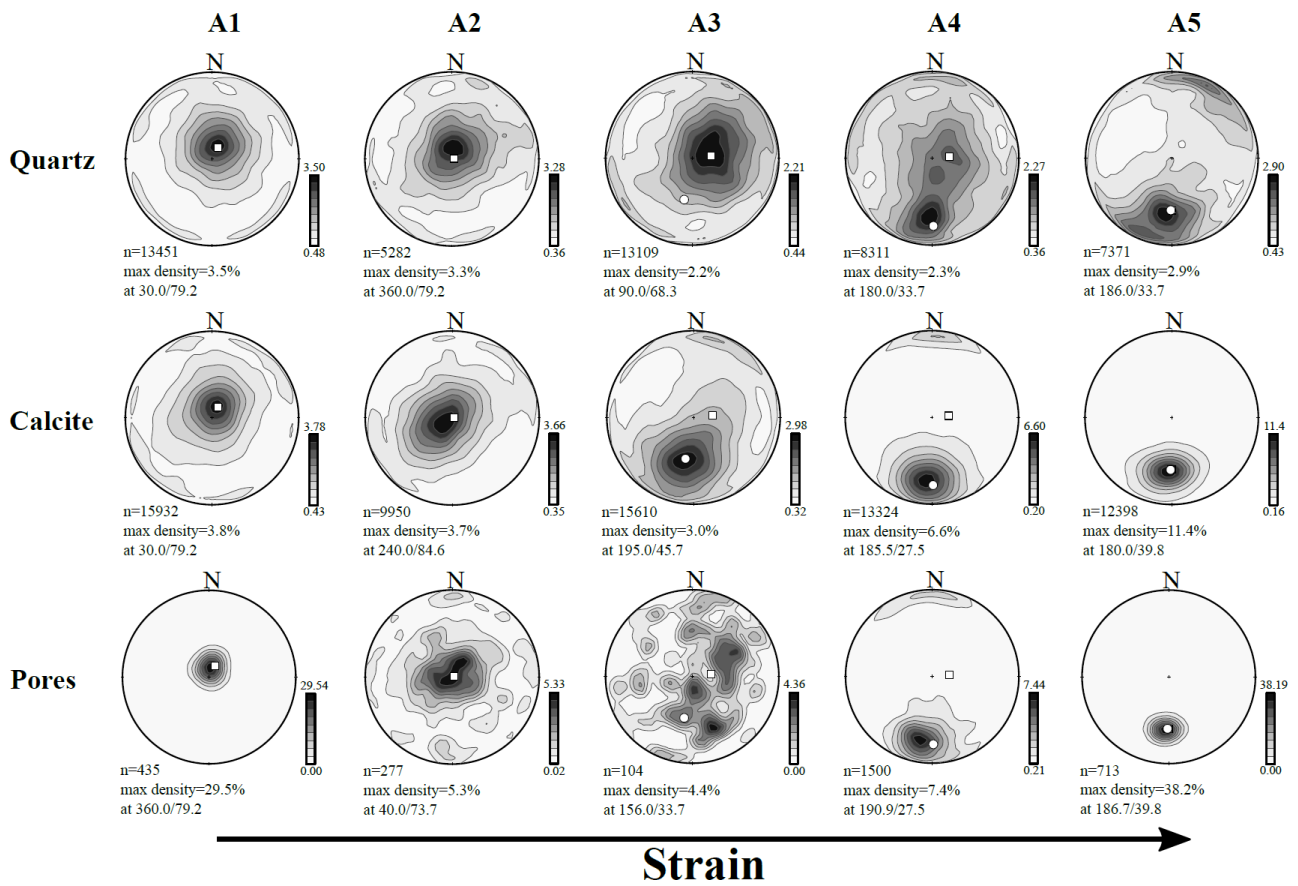 A1 A2 A3 A4 A5
N N N N N
Quartz
3.50 3.28 2.21 2.27 2.90
0.48 0.36 0.44 0.36 0.43
n=13451 n=5282 n=13109 n=8311 n=7371
max density=3.5% max density=3.3% max density=2.2% max density=2.3% max density=2.9%
at 30.0/79.2 at 360.0/79.2 at 90.0/68.3 at 180.0/33.7 at 186.0/33.7
N N N N N
Calcite
3.78 3.66 2.98 6.60 11.4
0.43 0.35 0.32 0.20 0.16
n=15932 n=9950 n=15610 n=13324 n=12398
max density=3.8% max density=3.7% max density=3.0% max density=6.6% max density=11.4%
at 30.0/79.2 at 240.0/84.6 at 195.0/45.7 at 185.5/27.5 at 180.0/39.8
N N N N N
Pores
29.54 5.33 4.36 7.44 38.19
0.00 0.02 0.00 0.21 0.00
n=435 n=277 n=104 n=1500 n=713
max density=29.5% max density=5.3% max density=4.4% max density=7.4% max density=38.2%
at 360.0/79.2 at 40.0/73.7 at 156.0/33.7 at 190.9/27.5 at 186.7/39.8
Strain